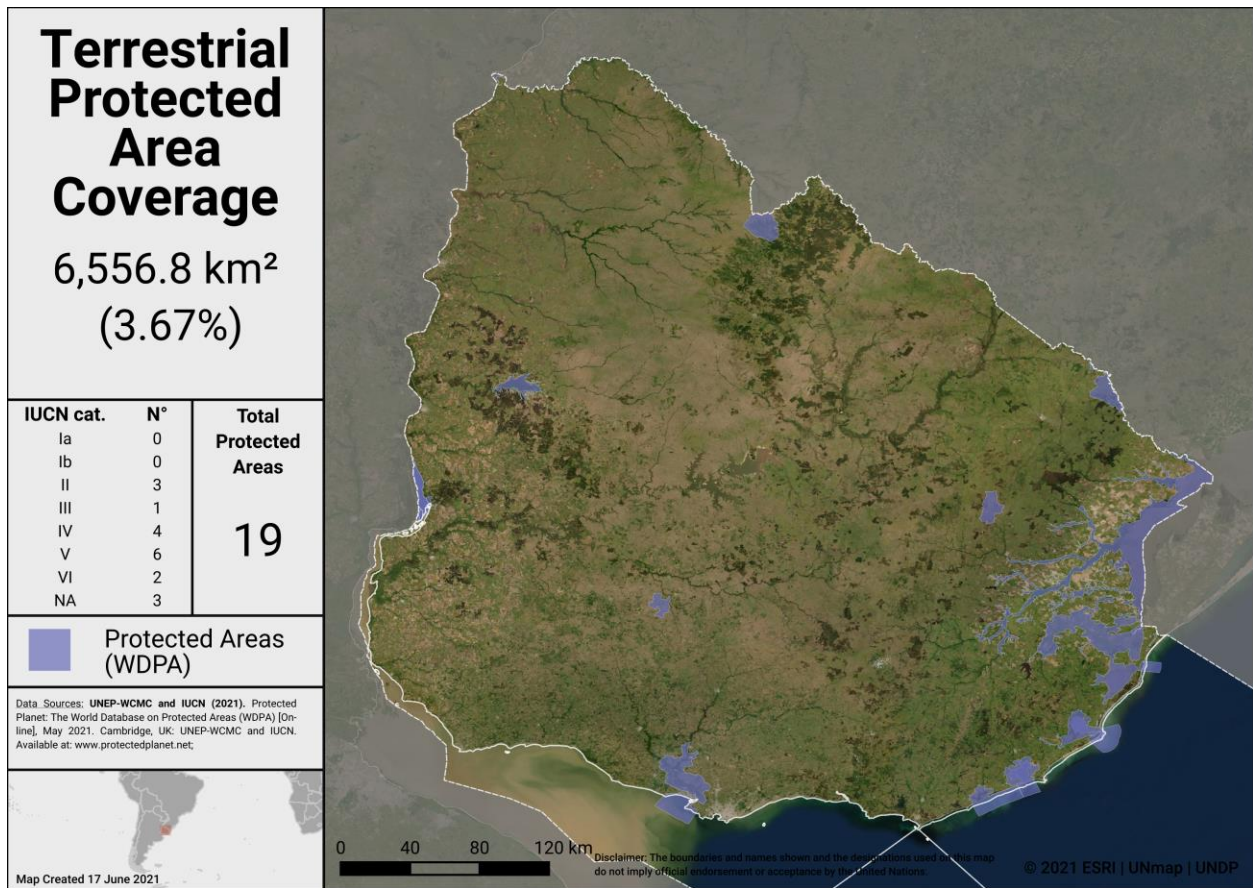 Terrestrial
Protected
Area
Coverage
6,556.8 km²
(3.67%)
IUCN cat. N°
Ia 0
Ib 0
II 3
III 1
IV 4
V 6
VI 2
NA 3
Total
Protected
Areas
19
Protected Areas
(WDPA)
Data Sources: UNEP-WCMC and IUCN (2021). Protected
Planet: The World Database on Protected Areas (WDPA) [On-
line], May 2021. Cambridge, UK: UNEP-WCMC and IUCN.
Available at: www.protectedplanet.net;
Map Created 17 June 2021
0 40 80 120 km
Disclaimer: The boundaries and names shown and the designations used on this map
do not imply official endorsement or acceptance by the United Nations.
© 2021 ESRI | UNmap | UNDP